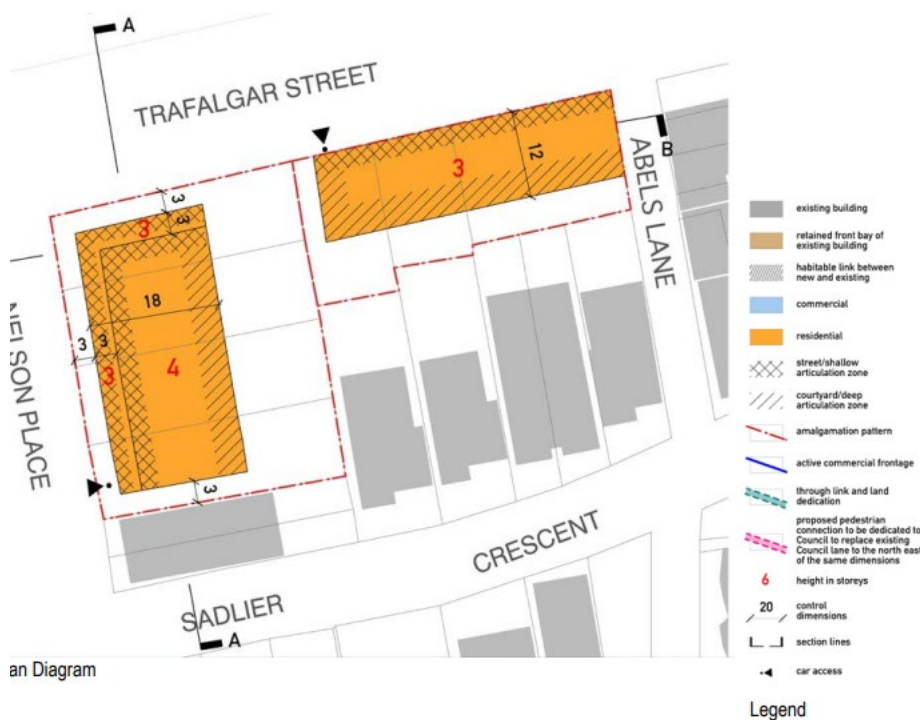 A
TRAFALGAR STREET
B
12
3
ABELS LANE
3
3
3
18
3
3
3
4
NELSON PLACE
3
CRESCENT
SADLIER
A
an Diagram
existing building
retained front bay of
existing building
habitable link between
new and existing
commercial
residential
street/shallow
articulation zone
courtyard/deep
articulation zone
amalgamation pattern
active commercial frontage
through link and land
dedication
proposed pedestrian
connection to be dedicated to
Council to replace existing
Council lane to the north east
of the same dimensions
6
height in storeys
20
control
dimensions
section lines
car access
Legend